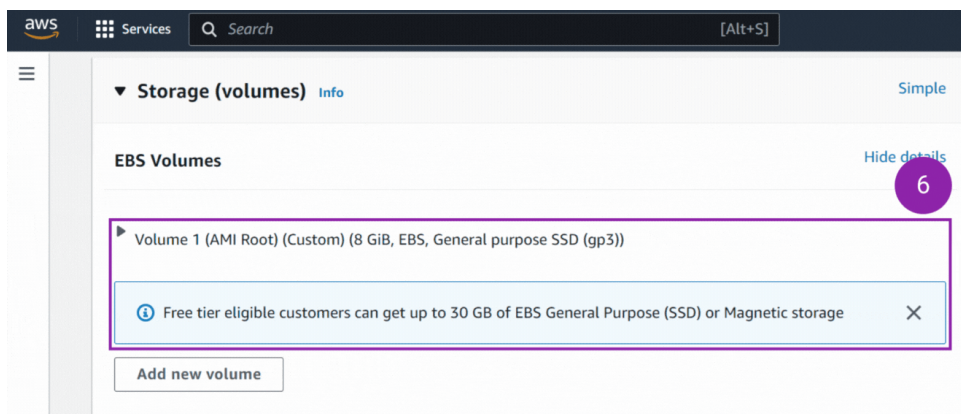 aws
Services
Search [Alt+S]
Storage (volumes) Info
Simple
EBS Volumes
Hide details
6
Volume 1 (AMI Root) (Custom) (8 GiB, EBS, General purpose SSD (gp3))
Free tier eligible customers can get up to 30 GB of EBS General Purpose (SSD) or Magnetic storage
Add new volume